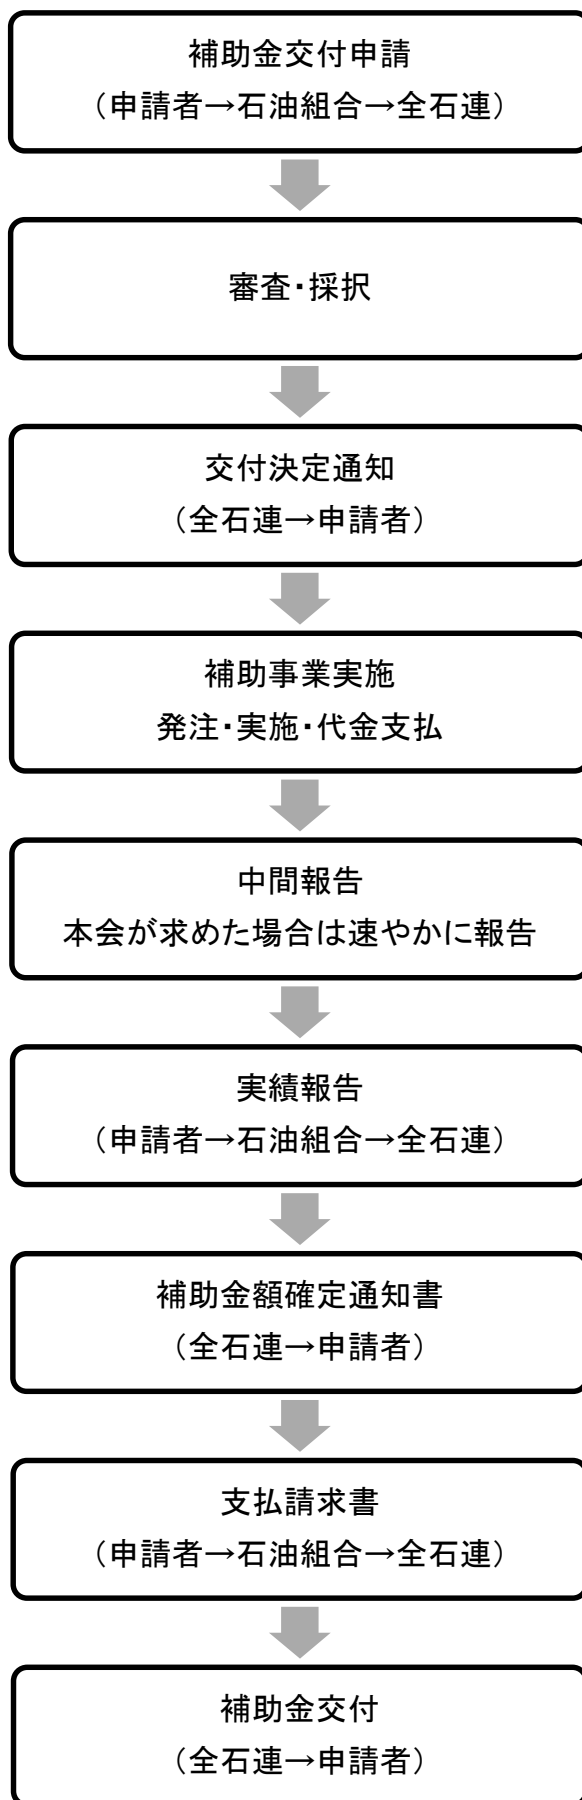 補助金交付申請
（申請者→石油組合→全石連）
審査・採択
交付決定通知
（全石連→申請者）
補助事業実施
発注・実施・代金支払
中間報告
本会が求めた場合は速やかに報告
実績報告
（申請者→石油組合→全石連）
補助金額確定通知書
（全石連→申請者）
支払請求書
（申請者→石油組合→全石連）
補助金交付
（全石連→申請者）